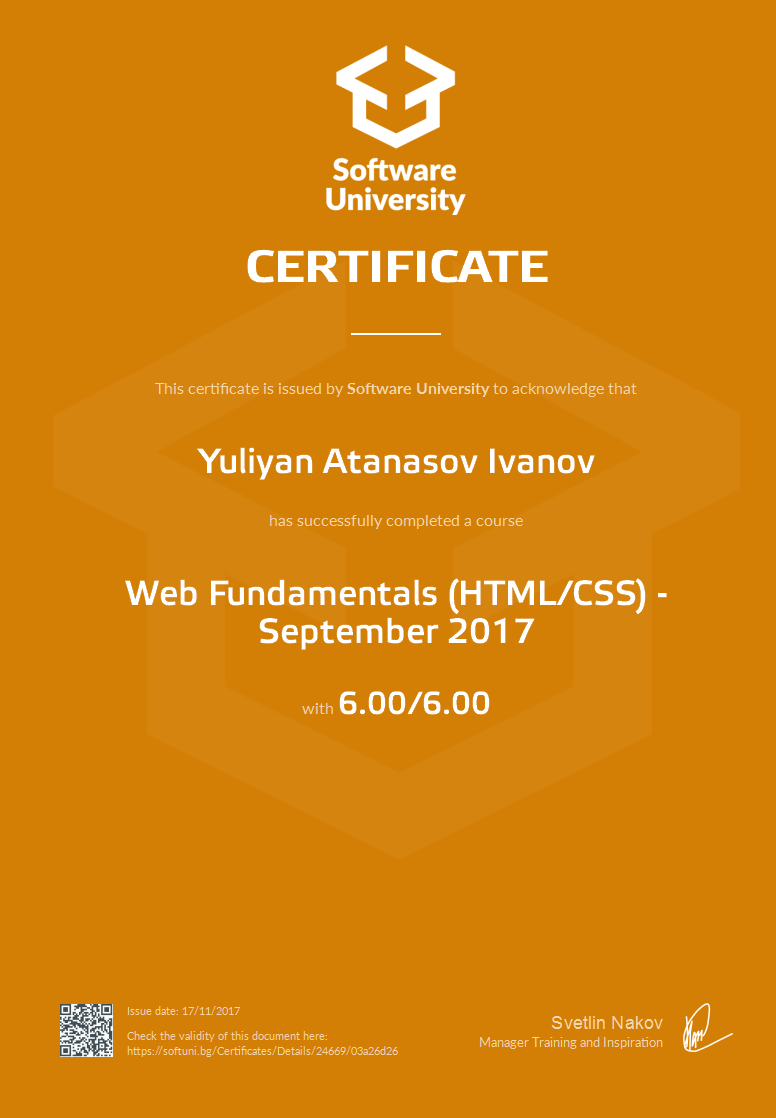 Software
University
CERTIFICATE
This certificate is issued by Software University to acknowledge that
Yuliyan Atanasov Ivanov
has successfully completed a course
Web Fundamentals (HTML/CSS) -
September 2017
with 6.00/6.00
Issue date: 17/11/2017
Check the validity of this document here:
https://softuni.bg/Certificates/Details/24669/03a26d26
Svetlin Nakov
Manager Training and Inspiration